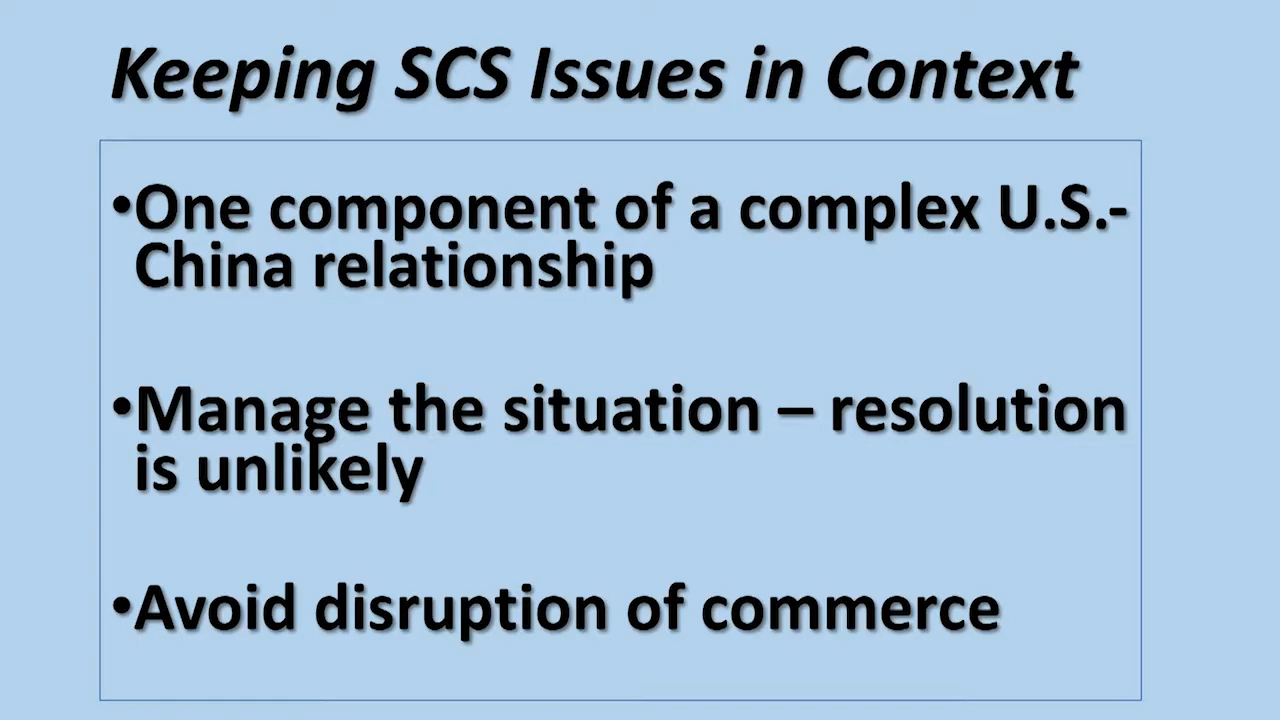 Keeping SCS Issues in Context
•One component of a complex U.S.-
China relationship
•Manage the situation – resolution
is unlikely
•Avoid disruption of commerce